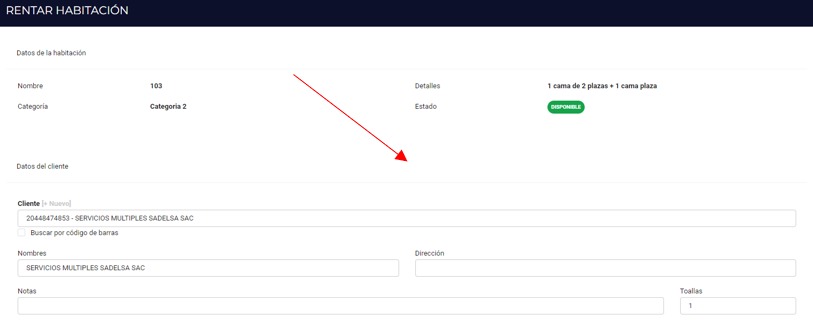 RENTAR HABITACIÓN
Datos de la habitación
Nombre 103 Detalles 1 cama de 2 plazas + 1 cama plaza
Categoría Categoria 2 Estado DISPONIBLE
Datos del cliente
Cliente [+ Nuevo]
20448474853 - SERVICIOS MULTIPLES SADELSA SAC
Buscar por código de barras
Nombres Dirección
SERVICIOS MULTIPLES SADELSA SAC
Notas Toallas
1